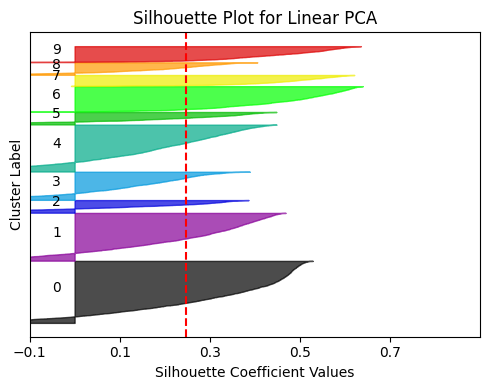 Silhouette Plot for Linear PCA
Cluster Label
9
8
7
6
5
4
3
2
1
0
-0.1 0.1 0.3 0.5 0.7
Silhouette Coefficient Values